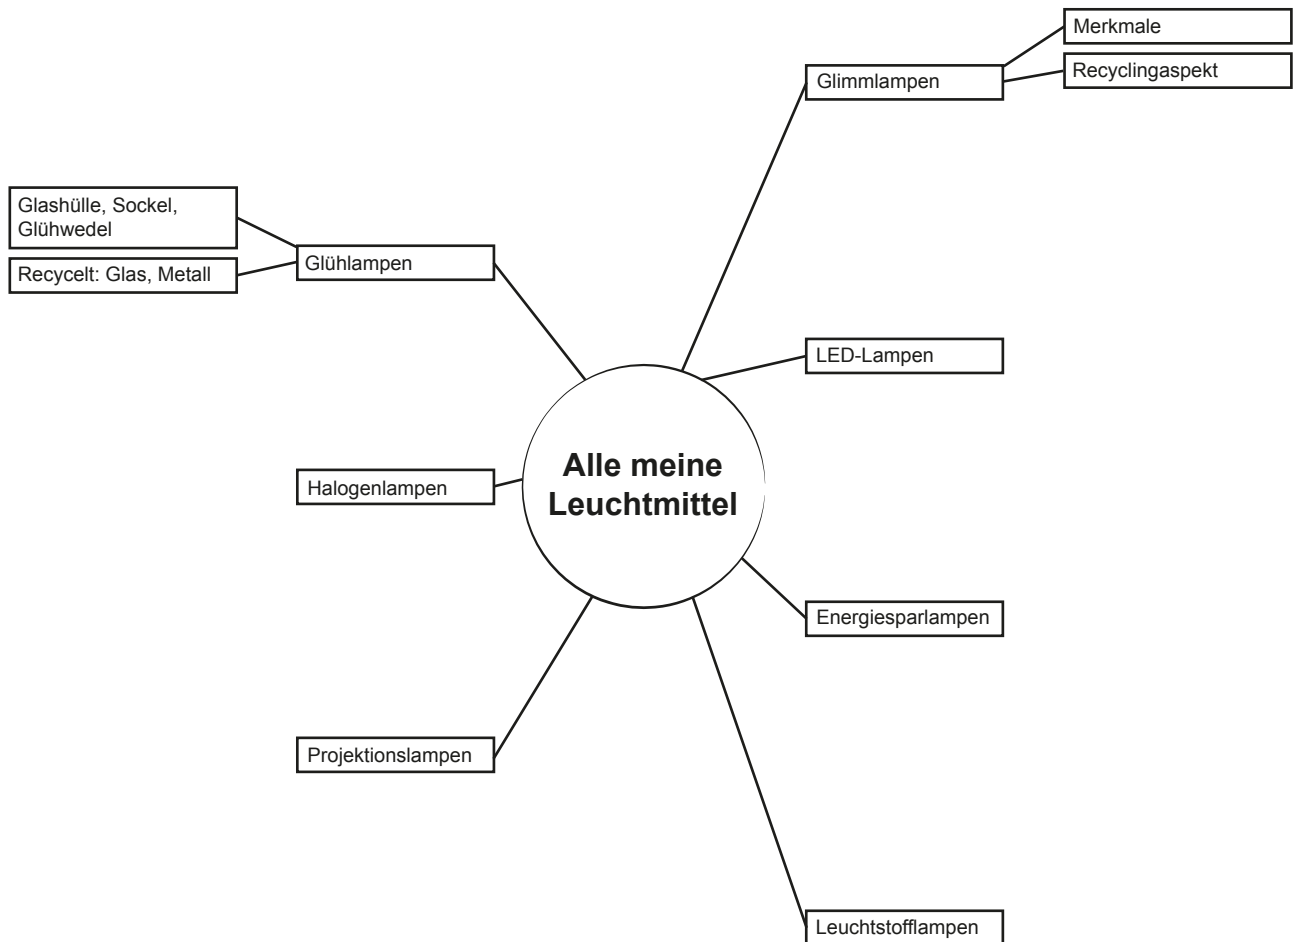 Merkmale
Glimmlampen
Recyclingaspekt
Glashülle, Sockel,
Glühwedel
Glühlampen
Recycelt: Glas, Metall
LED-Lampen
Alle meine
Leuchtmittel
Halogenlampen
Energiesparlampen
Projektionslampen
Leuchtstofflampen